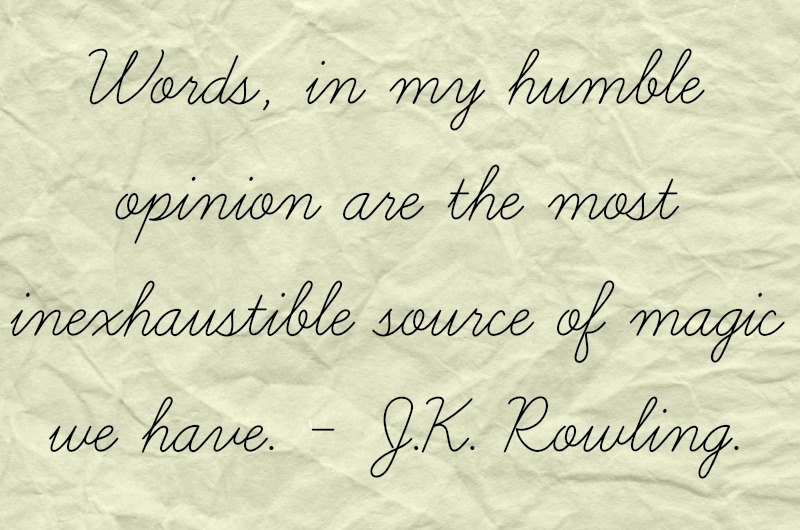 Words, in my humble
opinion are the most
inexhaustible source of magic
we have. - J.K. Rowling.